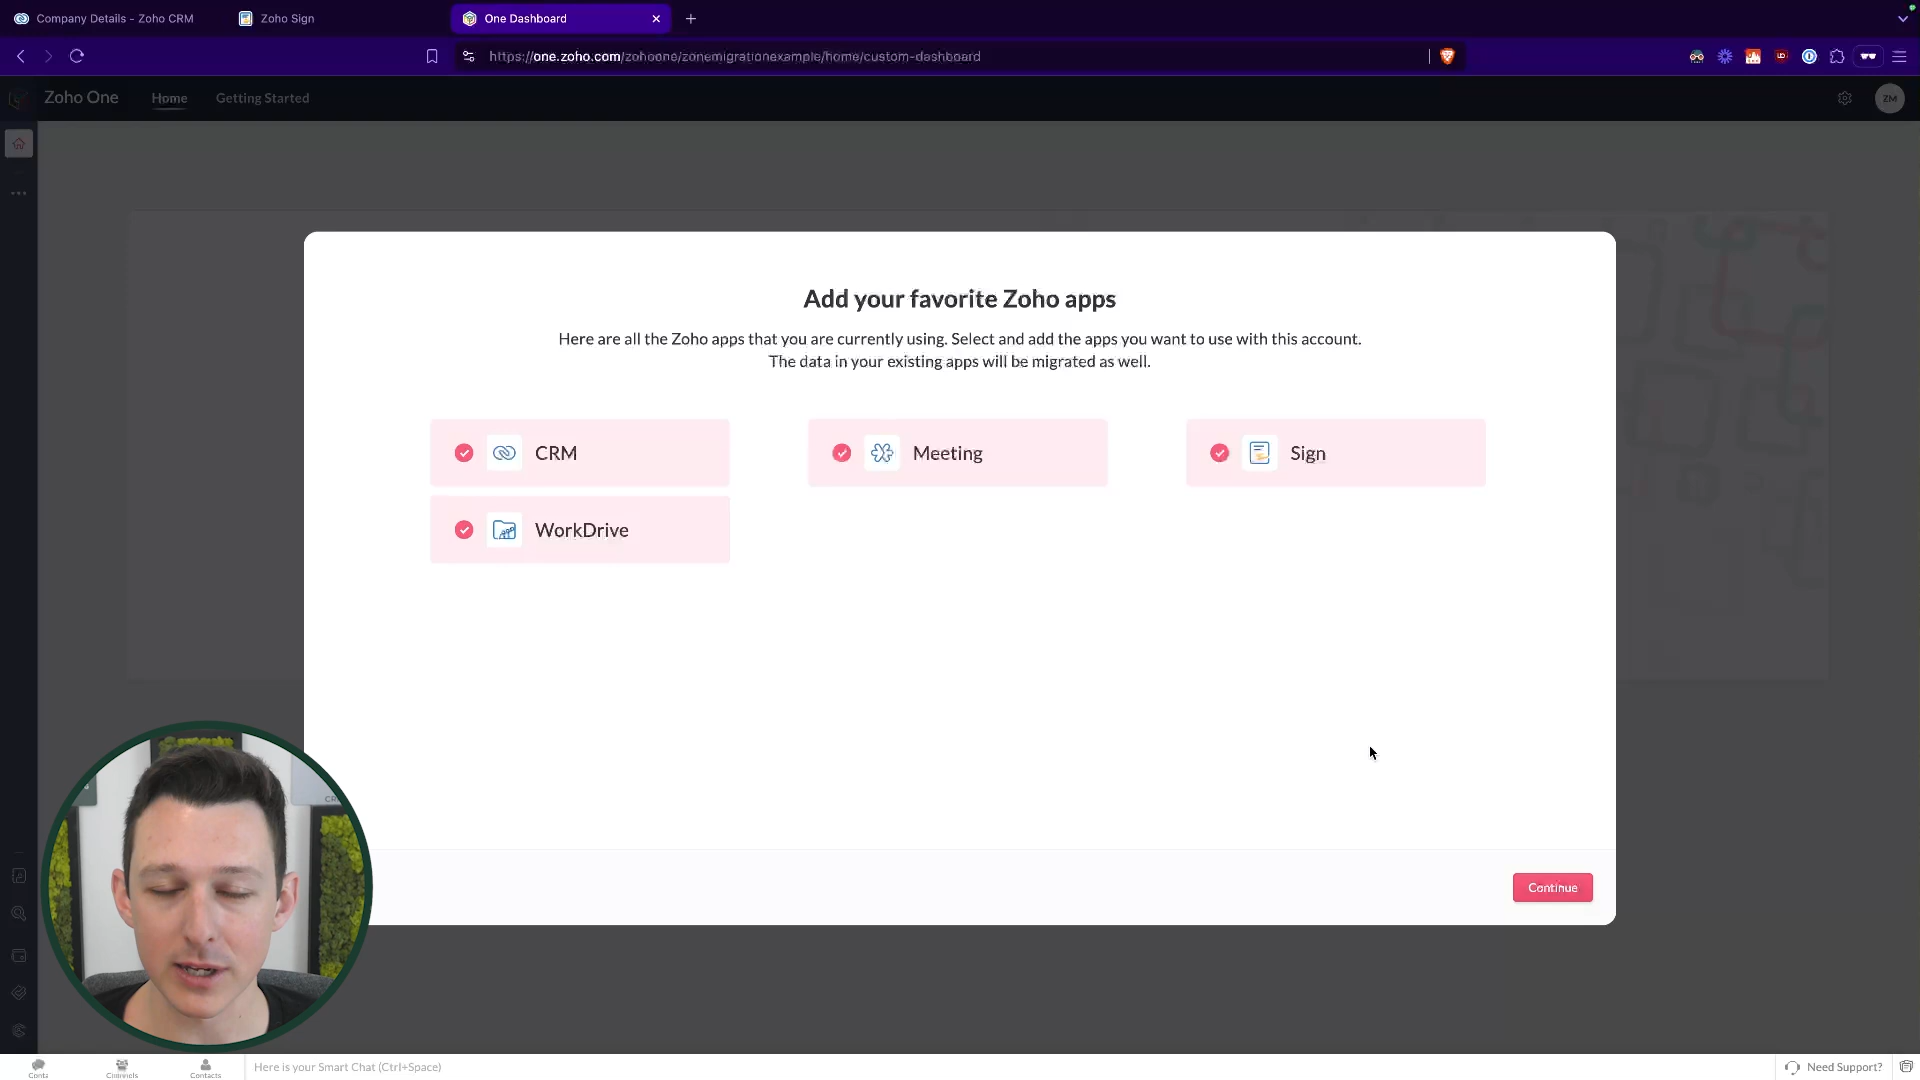 Company Details - Zoho CRM
Zoho Sign
One Dashboard
https://one.zoho.com/zohoone/zonemigrationexample/home/custom-dashboard
Zoho One
Home
Getting Started
ZM
Add your favorite Zoho apps
Here are all the Zoho apps that you are currently using. Select and add the apps you want to use with this account.
The data in your existing apps will be migrated as well.
CRM
Meeting
Sign
WorkDrive
Continue
Channels
Contacts
Here is your Smart Chat (Ctrl+Space)
Need Support?